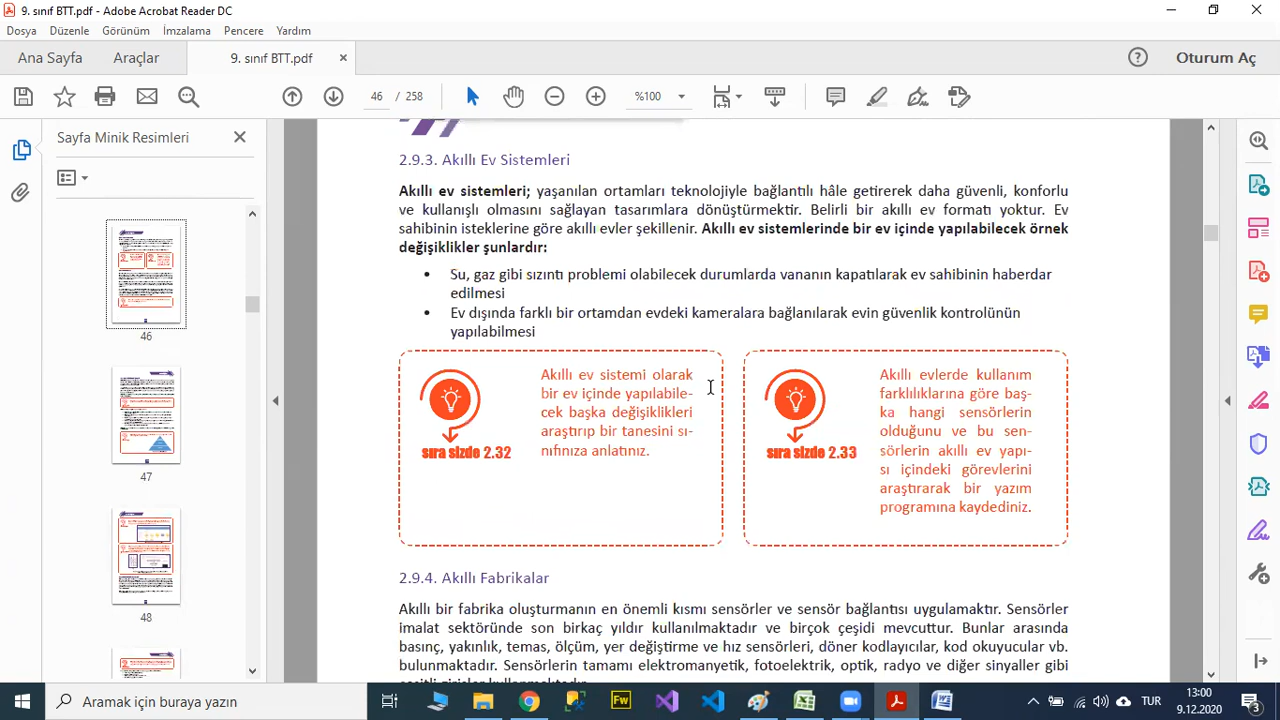 9. sınıf BTT.pdf - Adobe Acrobat Reader DC
Dosya Düzenle Görünüm İmzalama Pencere Yardım
Ana Sayfa Araçlar 9. sınıf BTT.pdf Oturum Aç
46 / 258 %100
Sayfa Minik Resimleri
46
47
48
2.9.3. Akıllı Ev Sistemleri
Akıllı ev sistemleri; yaşanılan ortamları teknolojiyle bağlantılı hâle getirerek daha güvenli, konforlu
ve kullanışlı olmasını sağlayan tasarımlara dönüştürmektir. Belirli bir akıllı ev formatı yoktur. Ev
sahibinin isteklerine göre akıllı evler şekillenir. Akıllı ev sistemlerinde bir ev içinde yapılabilecek örnek
değişiklikler şunlardır:
• Su, gaz gibi sızıntı problemi olabilecek durumlarda vananın kapatılarak ev sahibinin haberdar
edilmesi
• Ev dışında farklı bir ortamdan evdeki kameralara bağlanılarak evin güvenlik kontrolünün
yapılabilmesi
sıra sizde 2.32
Akıllı ev sistemi olarak
bir ev içinde yapılabile-
cek başka değişiklikleri
araştırıp bir tanesini sı-
nıfınıza anlatınız.
sıra sizde 2.33
Akıllı evlerde kullanım
farklılıklarına göre baş-
ka hangi sensörlerin
olduğunu ve bu sen-
sörlerin akıllı ev yapı-
sı içindeki görevlerini
araştırarak bir yazım
programına kaydediniz.
2.9.4. Akıllı Fabrikalar
Akıllı bir fabrika oluşturmanın en önemli kısmı sensörler ve sensör bağlantısı uygulamaktır. Sensörler
imalat sektöründe son birkaç yıldır kullanılmaktadır ve birçok çeşidi mevcuttur. Bunlar arasında
basınç, yakınlık, temas, ölçüm, yer değiştirme ve hız sensörleri, döner kodlayıcılar, kod okuyucular vb.
bulunmaktadır. Sensörlerin tamamı elektromanyetik, fotoelektrik, optik, radyo ve diğer sinyaller gibi
Aramak için buraya yazın
Fw
TUR
13:00
9.12.2020
3